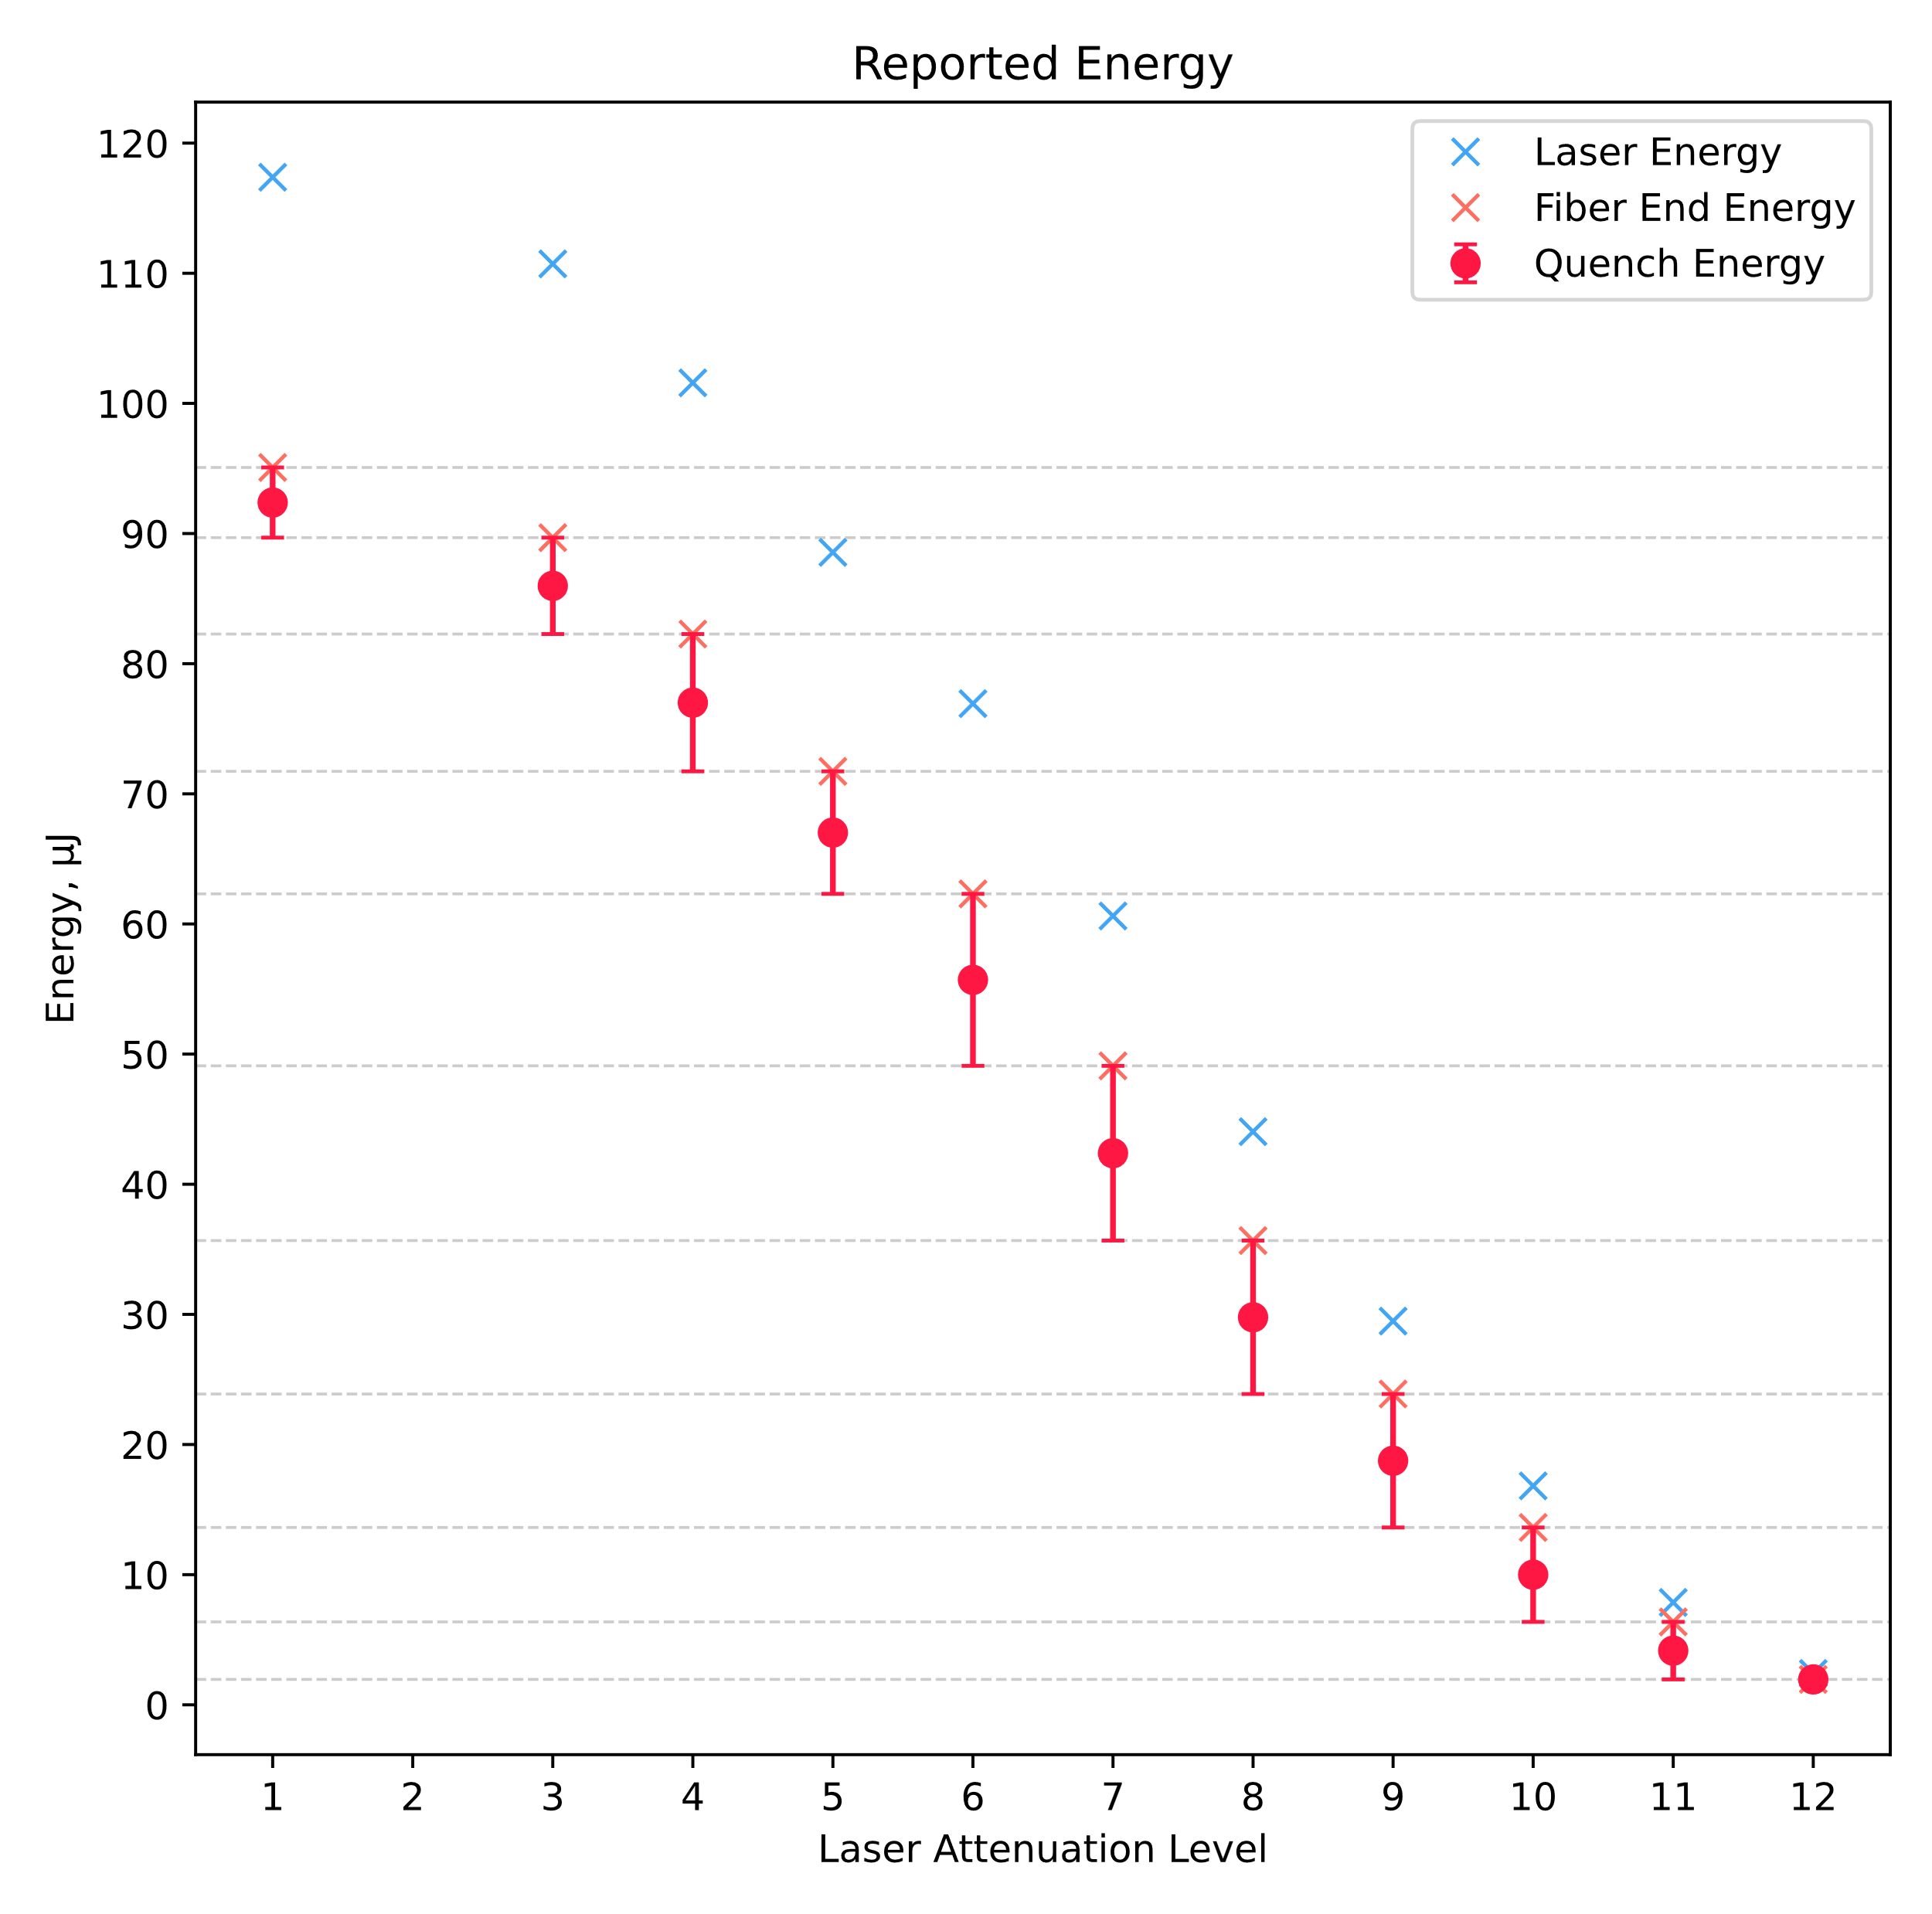 Reported Energy
Laser Energy
Fiber End Energy
Quench Energy
120
110
100
90
80
70
60
50
40
30
20
10
0
Energy, μJ
1 2 3 4 5 6 7 8 9 10 11 12
Laser Attenuation Level